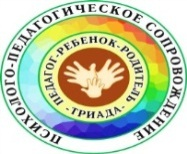 ПСИХОЛОГО-ПЕДАГОГИЧЕСКОЕ СОПРОВОЖДЕНИЕ
ПЕДАГОГ-РЕБЕНОК-РОДИТЕЛЬ
-ТРИАДА-